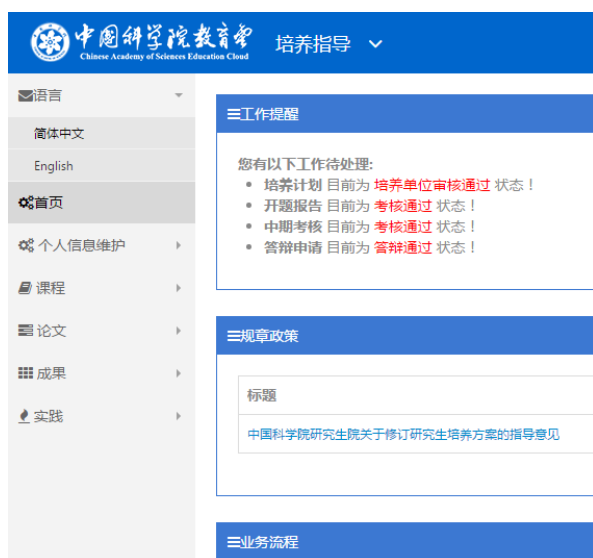 中国科学院教育云
Chinese Academy of Sciences Education Cloud
培养指导
语言
简体中文
English
首页
个人信息维护
课程
论文
成果
实践
工作提醒
您有以下工作待处理:
培养计划 目前为 培养单位审核通过 状态！
开题报告 目前为 考核通过 状态！
中期考核 目前为 考核通过 状态！
答辩申请 目前为 答辩通过 状态！
规章政策
标题
中国科学院研究生院关于修订研究生培养方案的指导意见
业务流程